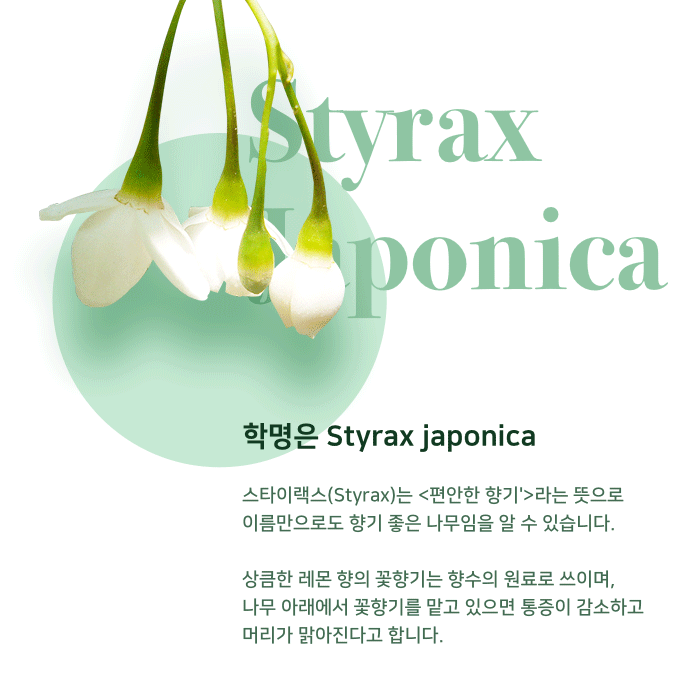 Styrax
Japonica
학명은 Styrax japonica
스타이랙스(Styrax)는 <편안한 향기'>라는 뜻으로
이름만으로도 향기 좋은 나무임을 알 수 있습니다.
상큼한 레몬 향의 꽃향기는 향수의 원료로 쓰이며,
나무 아래에서 꽃향기를 맡고 있으면 통증이 감소하고
머리가 맑아진다고 합니다.